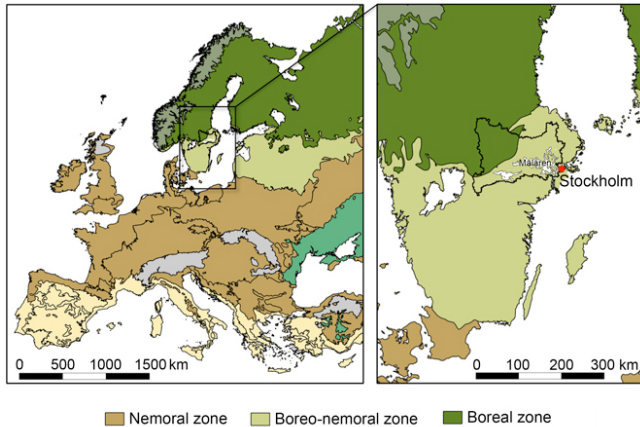 Mälaren
Stockholm
0 500 1000 1500 km
0 100 200 300 km
Nemoral zone
Boreo-nemoral zone
Boreal zone